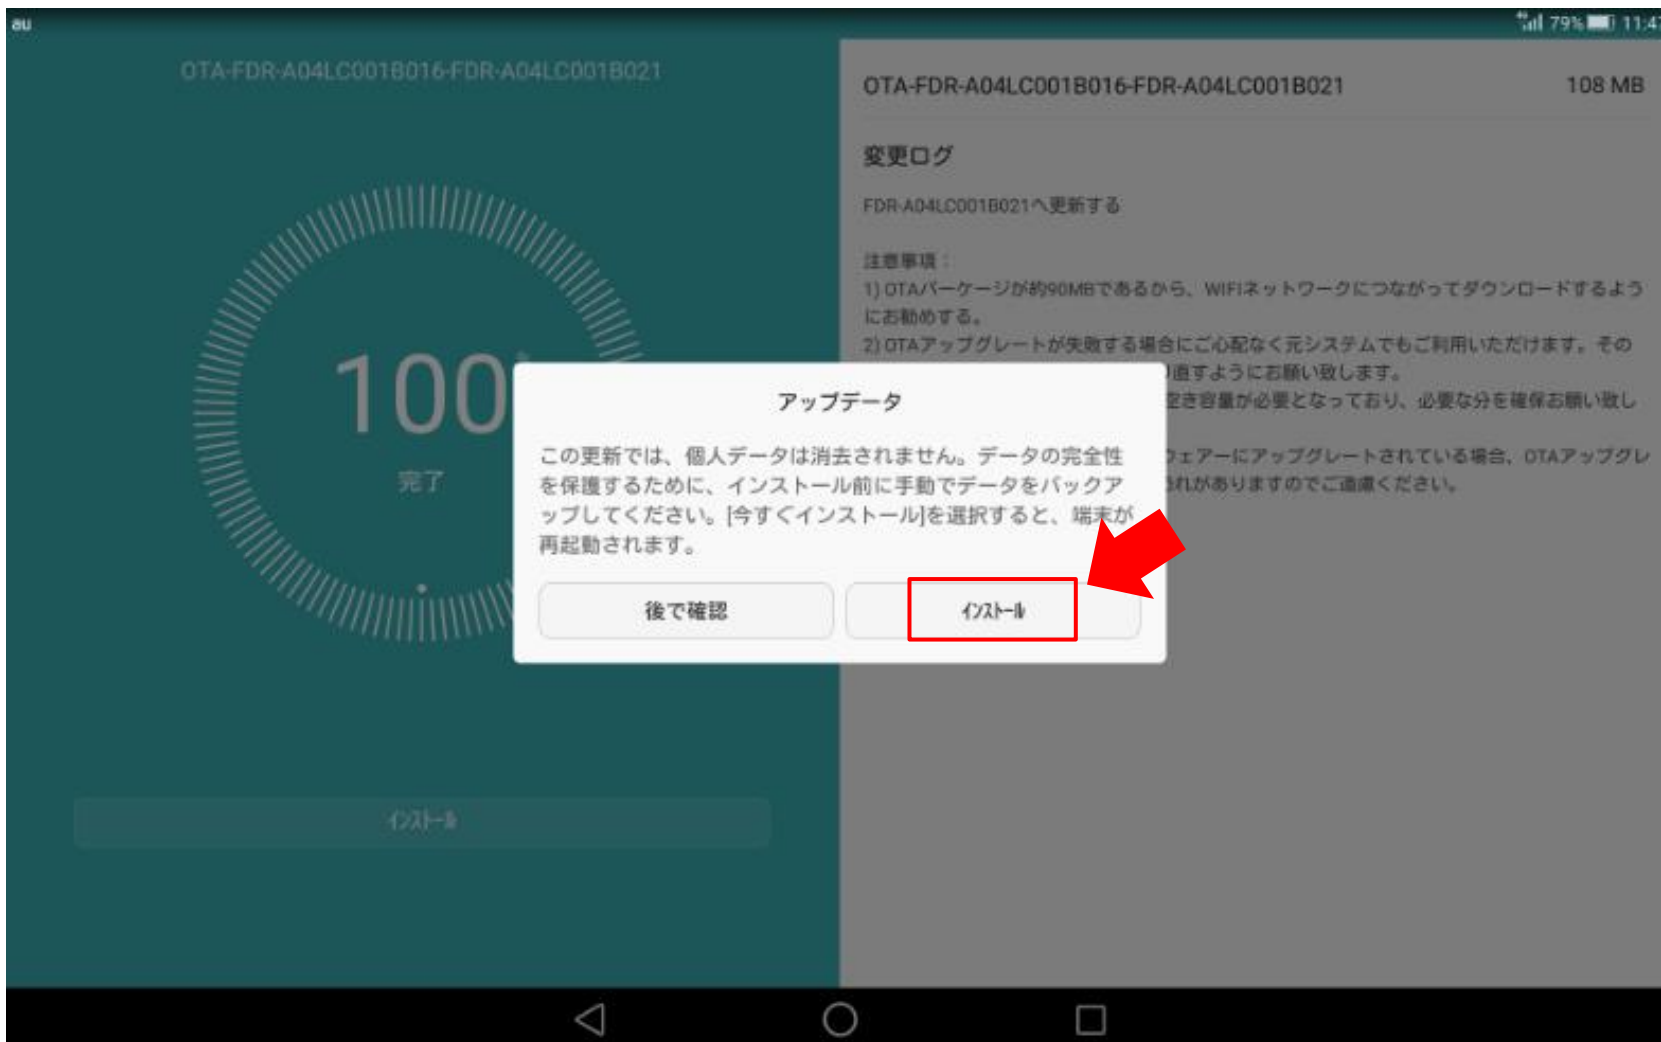 au
79% 11:47
OTA-FDR-A04LC001B016-FDR-A04LC001B021
100%
完了
インストール
OTA-FDR-A04LC001B016-FDR-A04LC001B021 108 MB
変更ログ
FDR-A04LC001B021へ更新する
注意事項：
1) OTAパーケージが約90MBであるから、WIFIネットワークにつながってダウンロードするよう
にお勧めする。
2) OTAアップグレートが失敗する場合にご心配なく元システムでもご利用いただけます。その
り直すようにお願い致します。
空き容量が必要となっており、必要な分を確保お願い致し
ウェアーにアップグレートされている場合、OTAアップグレ
恐れがありますのでご遠慮ください。
アップデータ
この更新では、個人データは消去されません。データの完全性
を保護するために、インストール前に手動でデータをバックア
ップしてください。[今すぐインストール]を選択すると、端末が
再起動されます。
後で確認
インストール